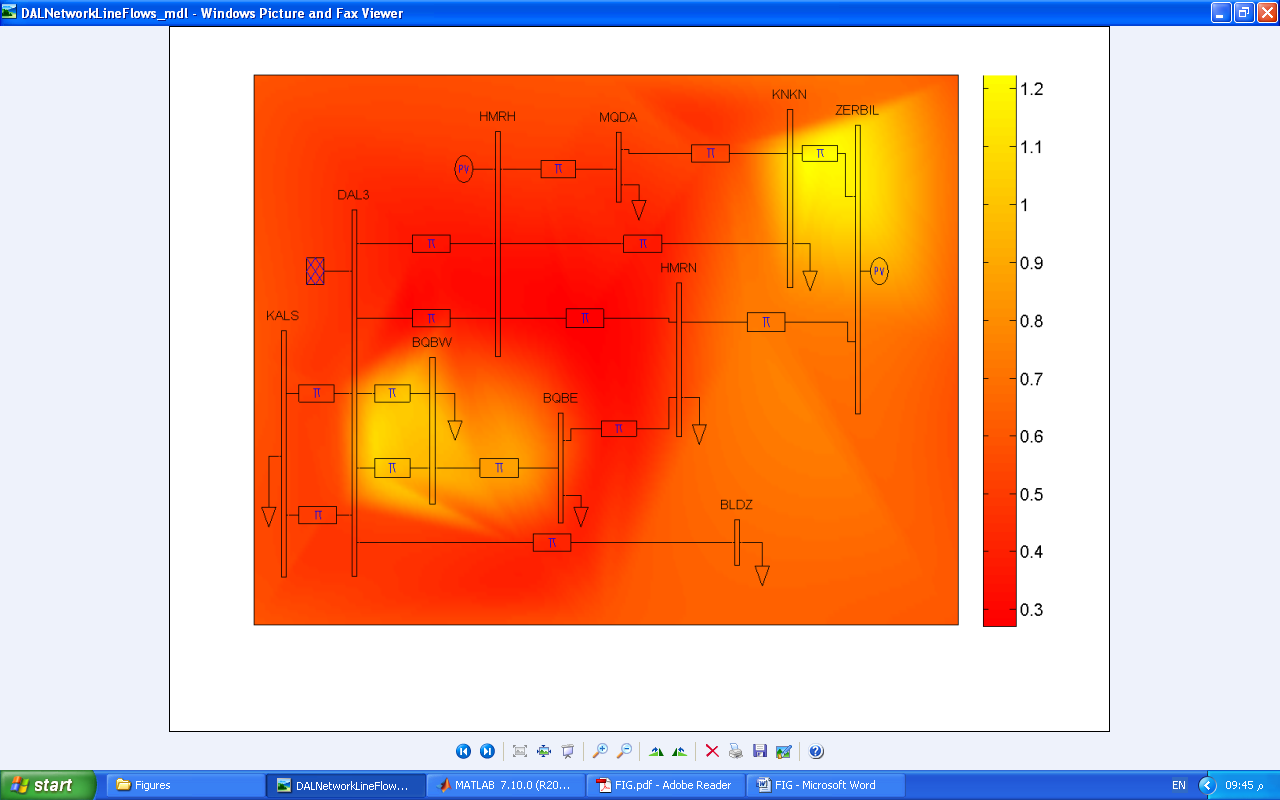 DALNetworkLineFlows_mdl - Windows Picture and Fax Viewer
KNKN
ZERBIL
HMRH
MQDA
PV
π
π
π
DAL3
π
π
HMRN
PV
KALS
π
π
π
BQBW
π
π
BQBE
π
π
π
π
BLDZ
π
1.2
1.1
1
0.9
0.8
0.7
0.6
0.5
0.4
0.3
start
Figures
DALNetworkLineFlow...
MATLAB 7.10.0 (R20...
FIG.pdf - Adobe Reader
FIG - Microsoft Word
EN
09:45 م